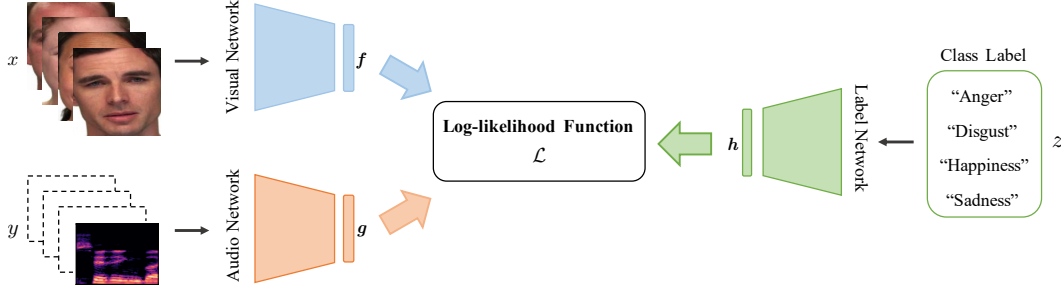 x
Visual Network
f
y
Audio Network
g
Log-likelihood Function
ℒ
h
Label Network
Class Label
“Anger”
“Disgust”
“Happiness”
“Sadness”
z